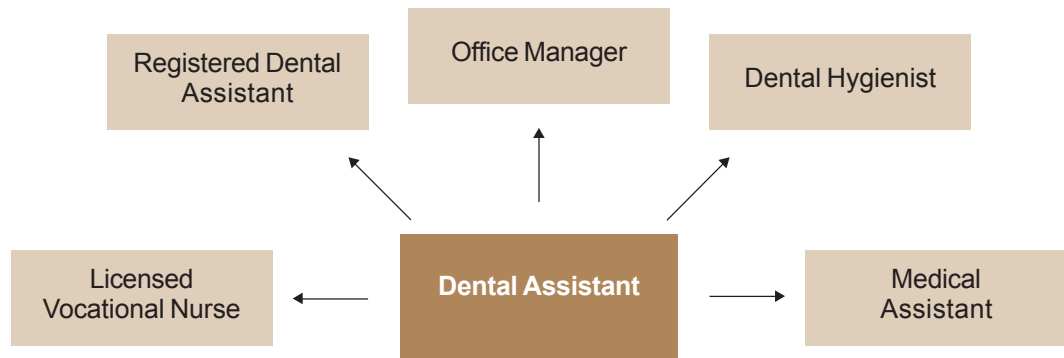 Office Manager
Registered Dental
Assistant
Dental Hygienist
Licensed
Vocational Nurse
Dental Assistant
Medical
Assistant